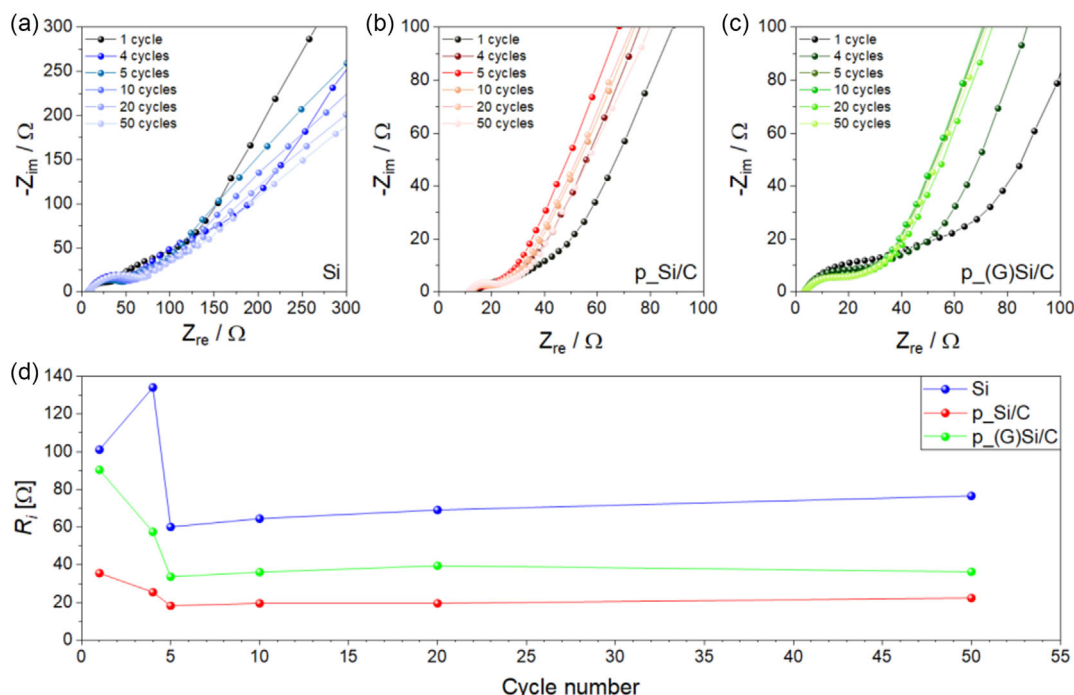 (a)
300
250
200
150
100
50
0
-Z_im / Ω
1 cycle
4 cycles
5 cycles
10 cycles
20 cycles
50 cycles
Si
0 50 100 150 200 250 300
Z_re / Ω
(b)
100
80
60
40
20
0
-Z_im / Ω
1 cycle
4 cycles
5 cycles
10 cycles
20 cycles
50 cycles
p_Si/C
0 20 40 60 80 100
Z_re / Ω
(c)
100
80
60
40
20
0
-Z_im / Ω
1 cycle
4 cycles
5 cycles
10 cycles
20 cycles
50 cycles
p_(G)Si/C
0 20 40 60 80 100
Z_re / Ω
(d)
140
120
100
80
60
40
20
0
R_i [Ω]
Si
p_Si/C
p_(G)Si/C
0 5 10 15 20 25 30 35 40 45 50 55
Cycle number